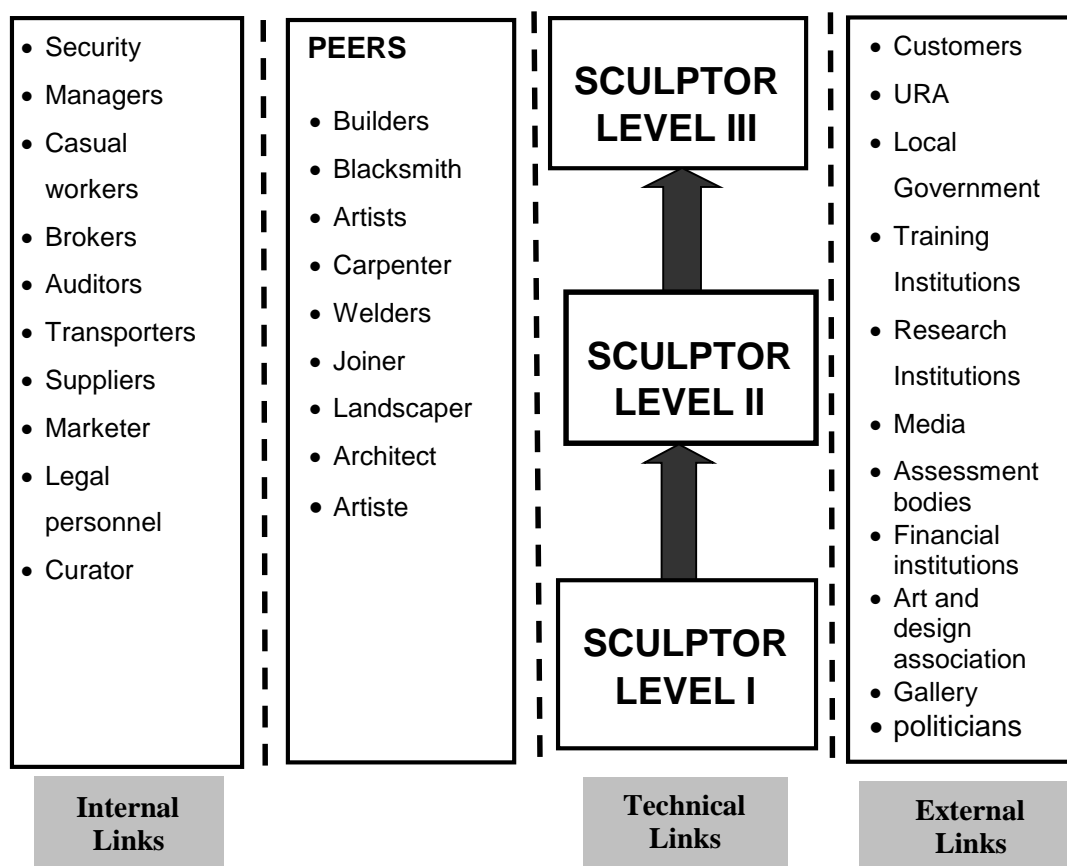 • Security
• Managers
• Casual
workers
• Brokers
• Auditors
• Transporters
• Suppliers
• Marketer
• Legal
personnel
• Curator
Internal
Links
PEERS
• Builders
• Blacksmith
• Artists
• Carpenter
• Welders
• Joiner
• Landscaper
• Architect
• Artiste
SCULPTOR
LEVEL III
SCULPTOR
LEVEL II
SCULPTOR
LEVEL I
Technical
Links
• Customers
• URA
• Local
Government
• Training
Institutions
• Research
Institutions
• Media
• Assessment
bodies
• Financial
institutions
• Art and
design
association
• Gallery
• politicians
External
Links